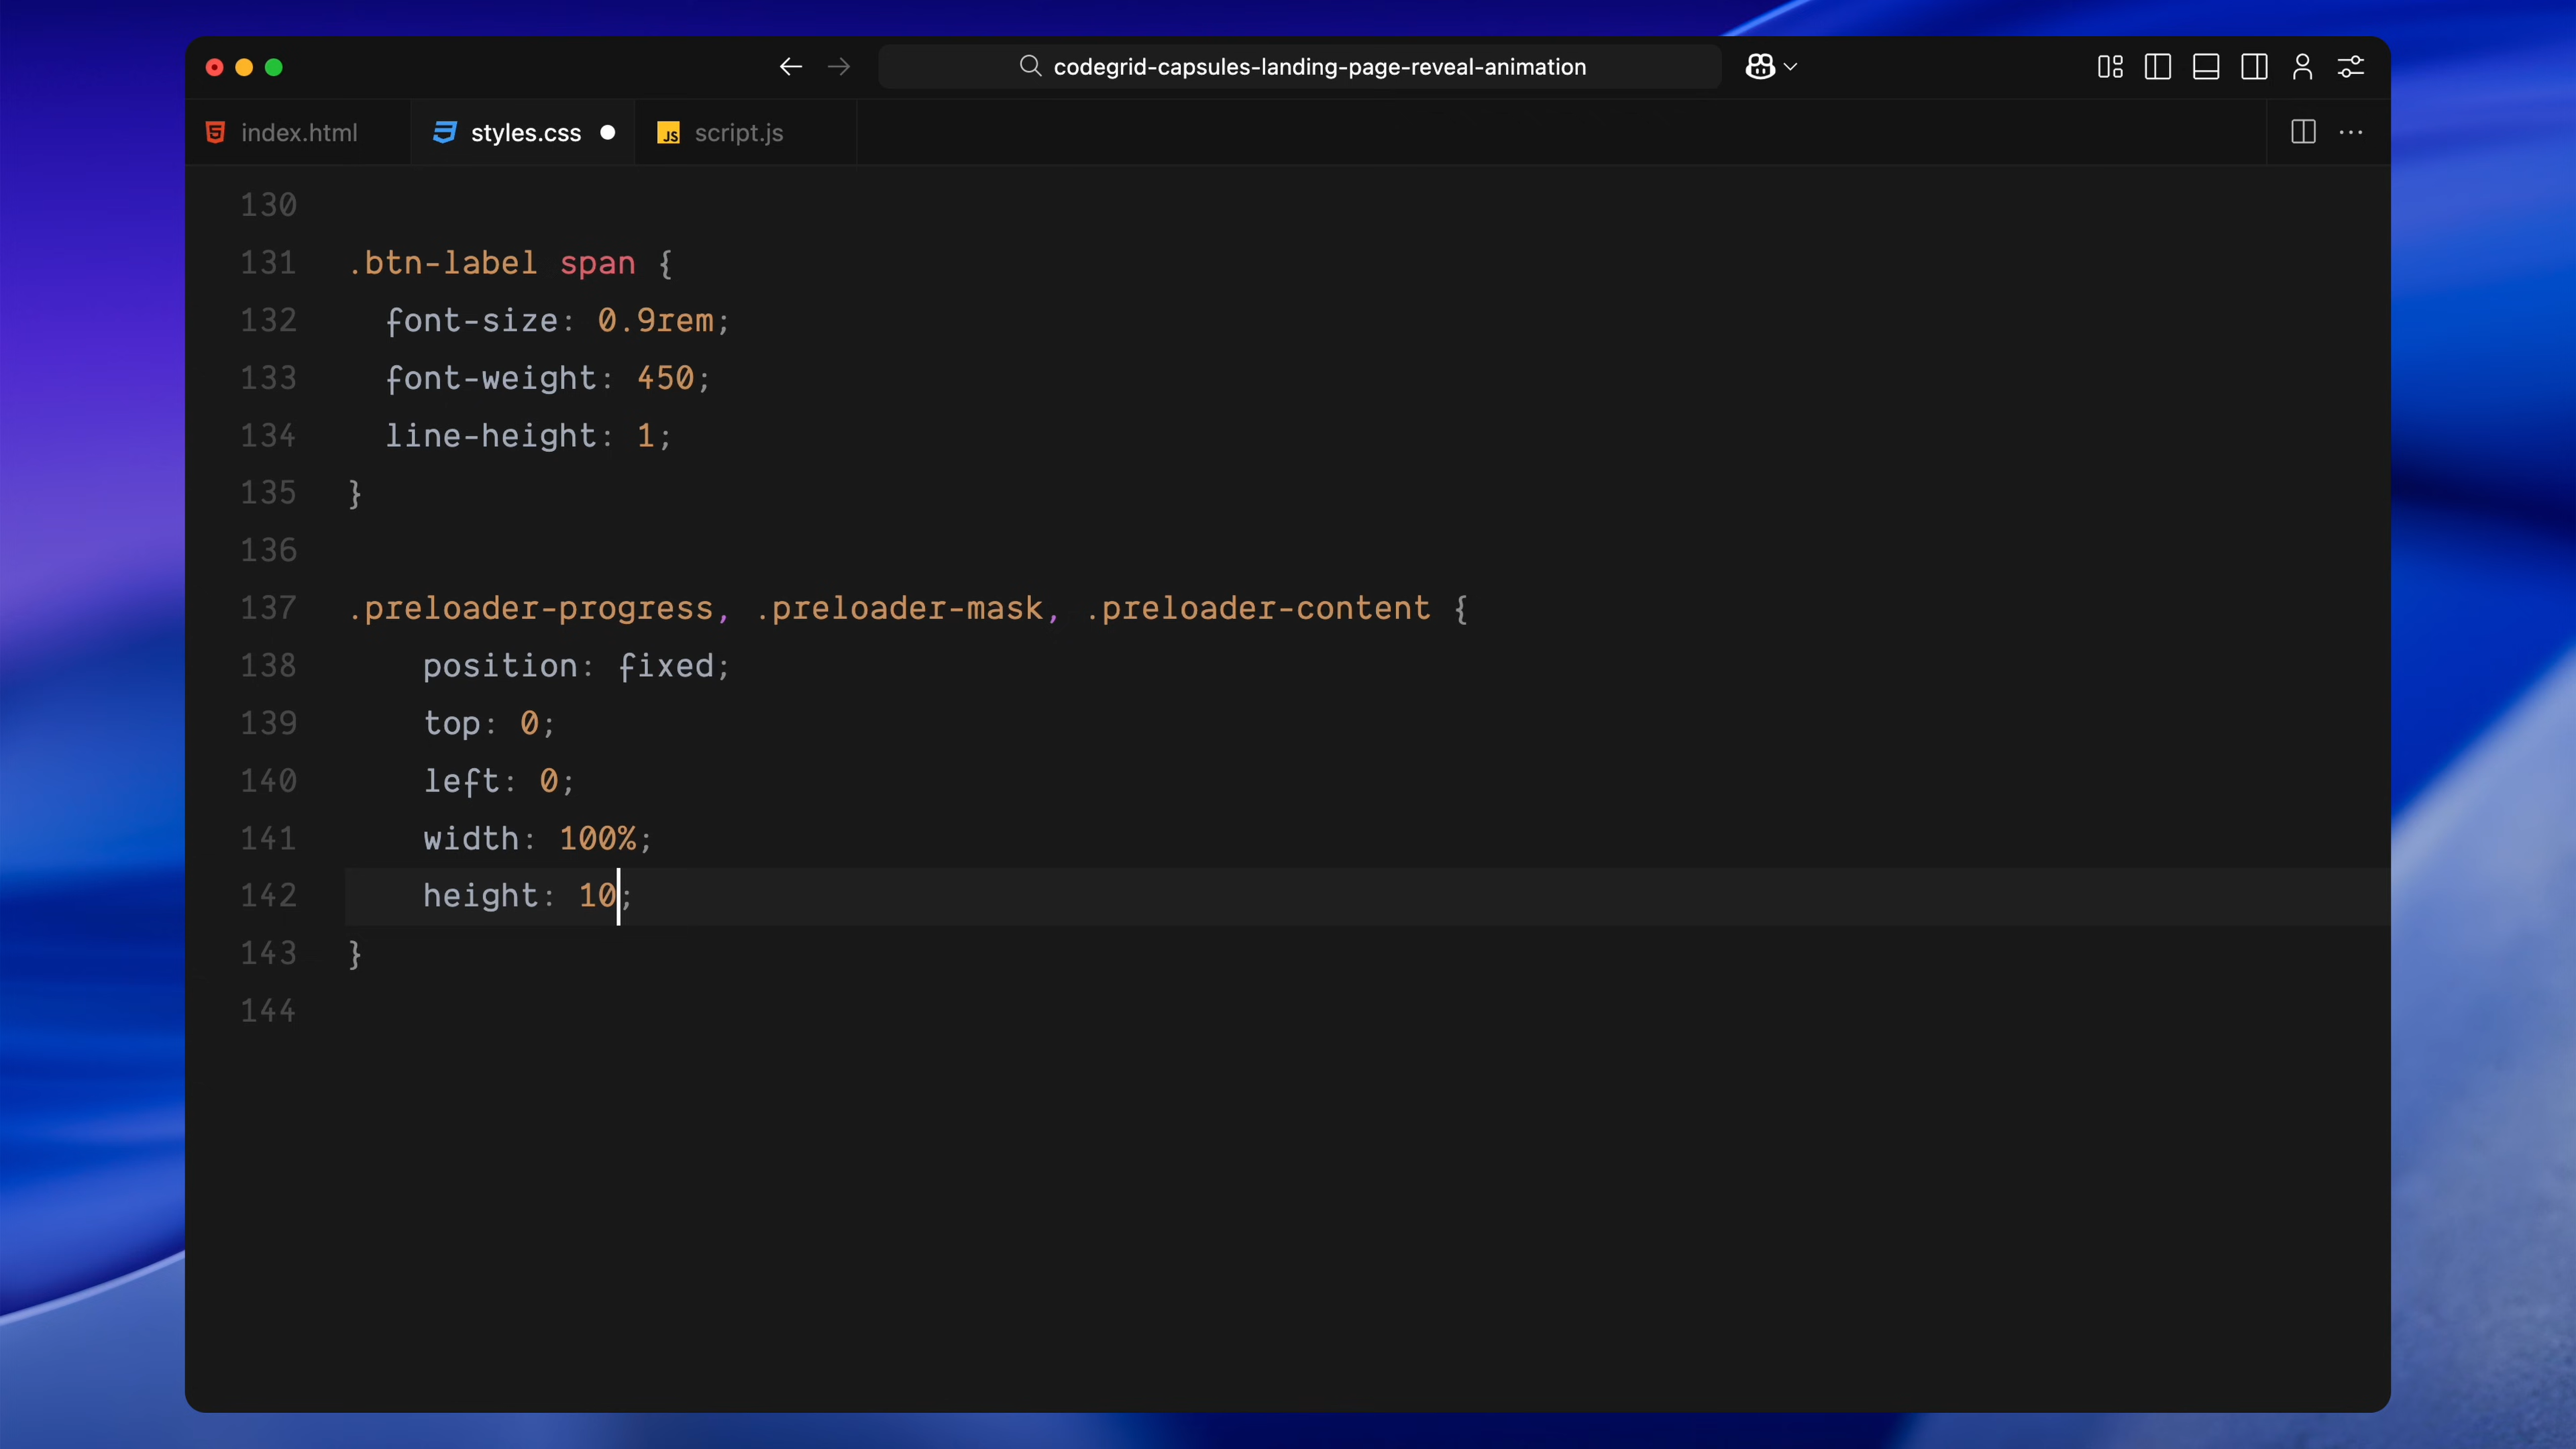 codegrid-capsules-landing-page-reveal-animation
index.html
styles.css
JS script.js
130
131 .btn-label span {
132 font-size: 0.9rem;
133 font-weight: 450;
134 line-height: 1;
135 }
136
137 .preloader-progress, .preloader-mask, .preloader-content {
138 position: fixed;
139 top: 0;
140 left: 0;
141 width: 100%;
142 height: 10;
143 }
144